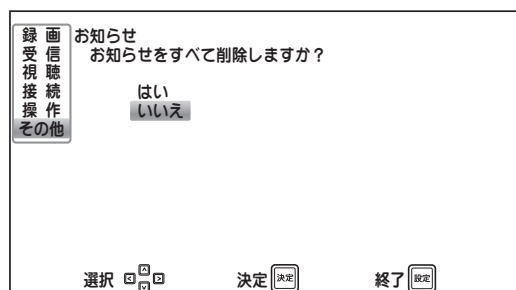 録 画
受 信
視 聴
接 続
操 作
その他
お知らせ
お知らせをすべて削除しますか？
はい
いいえ
選択
決定 決定
終了 設定